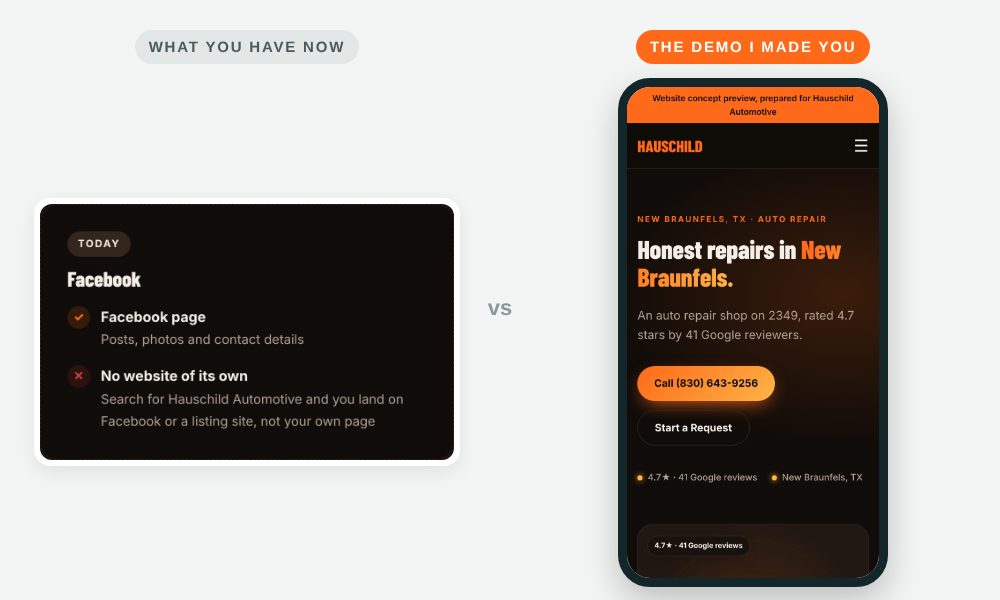 WHAT YOU HAVE NOW
TODAY
Facebook
Facebook page
Posts, photos and contact details
No website of its own
Search for Hauschild Automotive and you land on
Facebook or a listing site, not your own page
vs
THE DEMO I MADE YOU
Website concept preview, prepared for Hauschild
Automotive
HAUSCHILD
NEW BRAUNFELS, TX · AUTO REPAIR
Honest repairs in New
Braunfels.
An auto repair shop on 2349, rated 4.7
stars by 41 Google reviewers.
Call (830) 643-9256
Start a Request
4.7★ · 41 Google reviews
New Braunfels, TX
4.7★ · 41 Google reviews